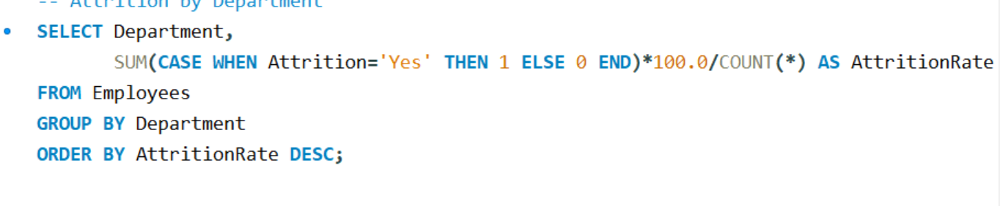 -- Attrition by Department
SELECT Department,
SUM(CASE WHEN Attrition='Yes' THEN 1 ELSE 0 END)*100.0/COUNT(*) AS AttritionRate
FROM Employees
GROUP BY Department
ORDER BY AttritionRate DESC;